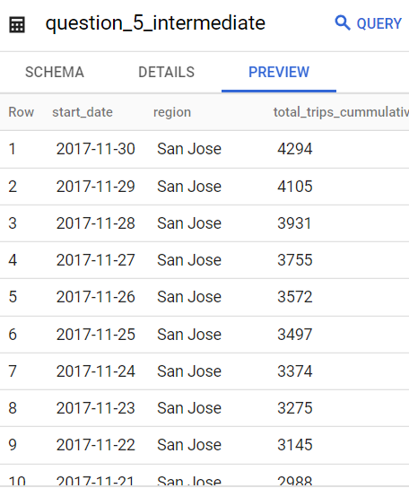 question_5_intermediate QUERY
SCHEMA DETAILS PREVIEW
Row start_date region total_trips_cummulativ
1 2017-11-30 San Jose 4294
2 2017-11-29 San Jose 4105
3 2017-11-28 San Jose 3931
4 2017-11-27 San Jose 3755
5 2017-11-26 San Jose 3572
6 2017-11-25 San Jose 3497
7 2017-11-24 San Jose 3374
8 2017-11-23 San Jose 3275
9 2017-11-22 San Jose 3145
10 2017-11-21 San Jose 2988